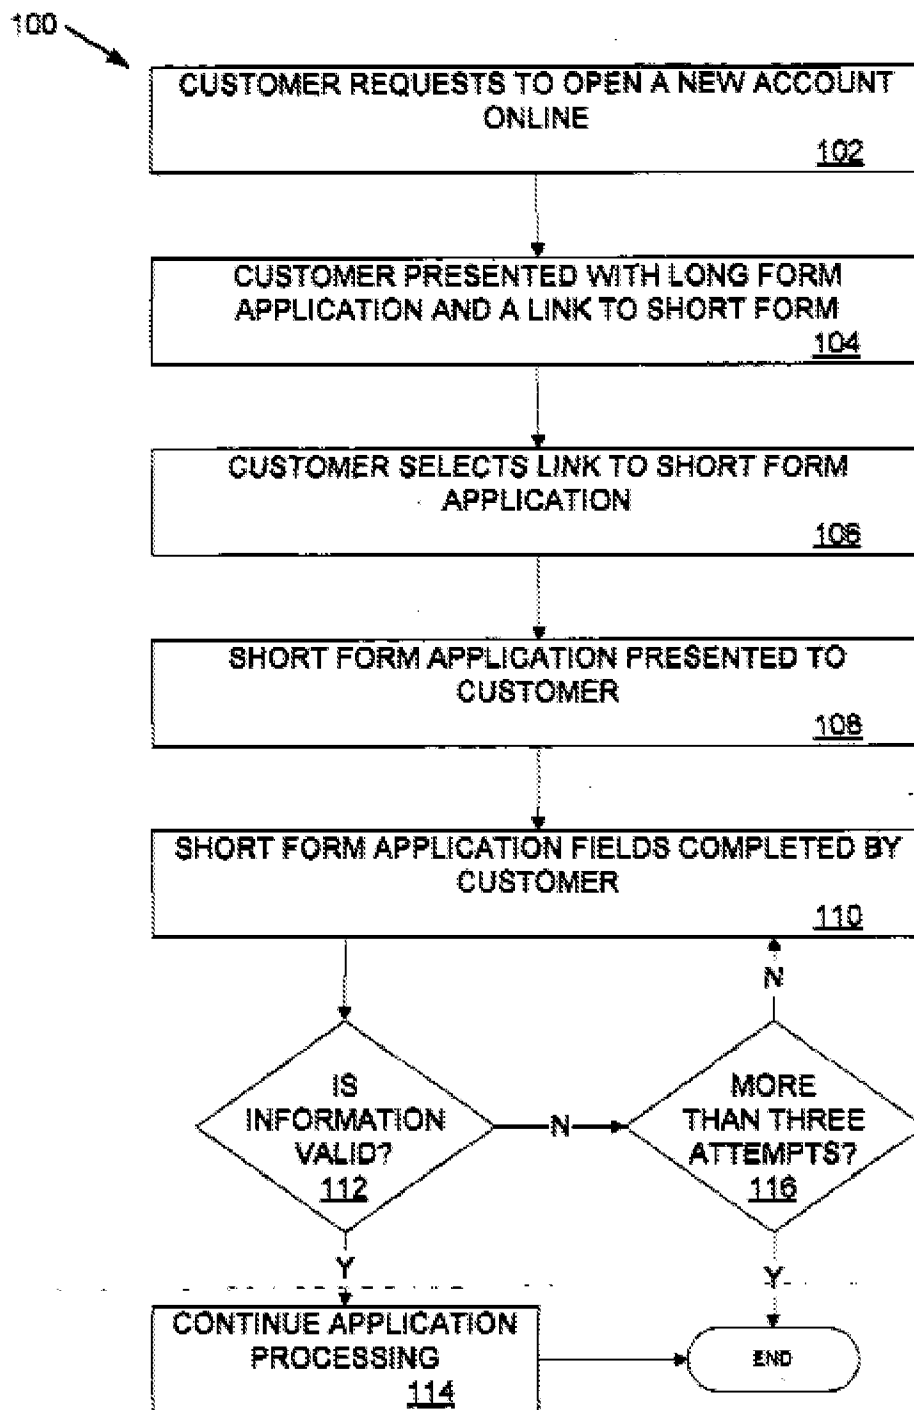 100
CUSTOMER REQUESTS TO OPEN A NEW ACCOUNT
ONLINE
102
CUSTOMER PRESENTED WITH LONG FORM
APPLICATION AND A LINK TO SHORT FORM
104
CUSTOMER SELECTS LINK TO SHORT FORM
APPLICATION
106
SHORT FORM APPLICATION PRESENTED TO
CUSTOMER
108
SHORT FORM APPLICATION FIELDS COMPLETED BY
CUSTOMER
110
N
IS
INFORMATION
VALID?
112
N
MORE
THAN THREE
ATTEMPTS?
116
Y
Y
CONTINUE APPLICATION
PROCESSING
114
END